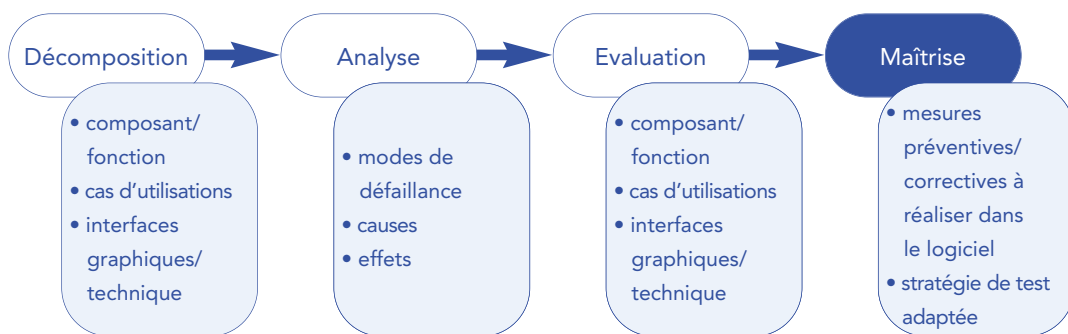 Décomposition
• composant/
fonction
• cas d'utilisations
• interfaces
graphiques/
technique
Analyse
• modes de
défaillance
• causes
• effets
Evaluation
• composant/
fonction
• cas d'utilisations
• interfaces
graphiques/
technique
Maîtrise
• mesures
préventives/
correctives à
réaliser dans
le logiciel
• stratégie de test
adaptée